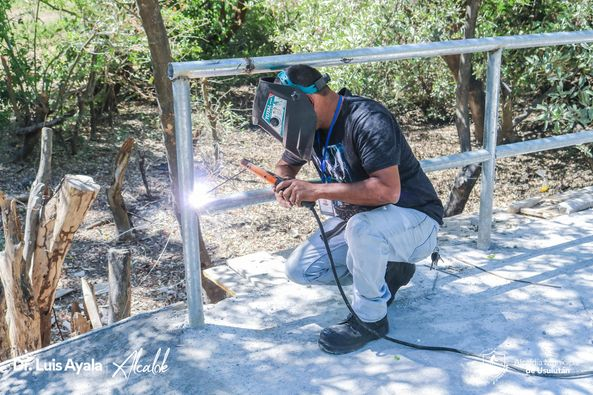 Dr. Luis Ayala Alcalde
Alcaldía Municipal
de Usulután